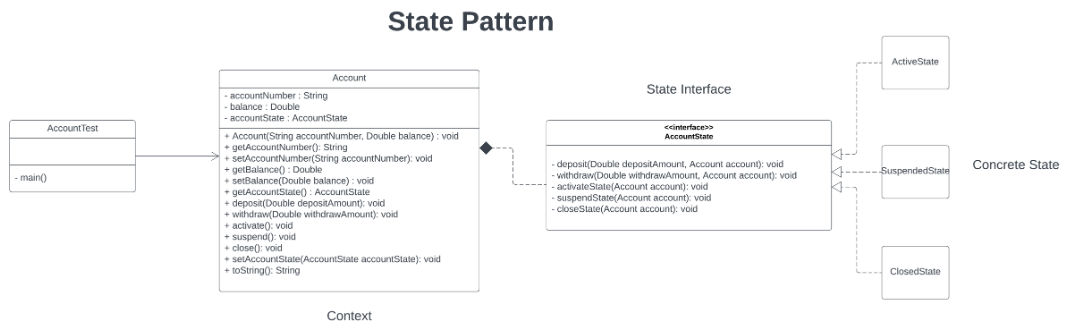 State Pattern
AccountTest
- main()
Account
- accountNumber : String
- balance : Double
- accountState : AccountState
+ Account(String accountNumber, Double balance) : void
+ getAccountNumber(): String
+ setAccountNumber(String accountNumber): void
+ getBalance() : Double
+ setBalance(Double balance) : void
+ getAccountState() : AccountState
+ deposit(Double depositAmount): void
+ withdraw(Double withdrawAmount): void
+ activate(): void
+ suspend(): void
+ close(): void
+ setAccountState(AccountState accountState): void
+ toString(): String
Context
State Interface
<<interface>>
AccountState
- deposit(Double depositAmount, Account account): void
- withdraw(Double withdrawAmount, Account account): void
- activateState(Account account): void
- suspendState(Account account): void
- closeState(Account account): void
ActiveState
SuspendedState
ClosedState
Concrete State